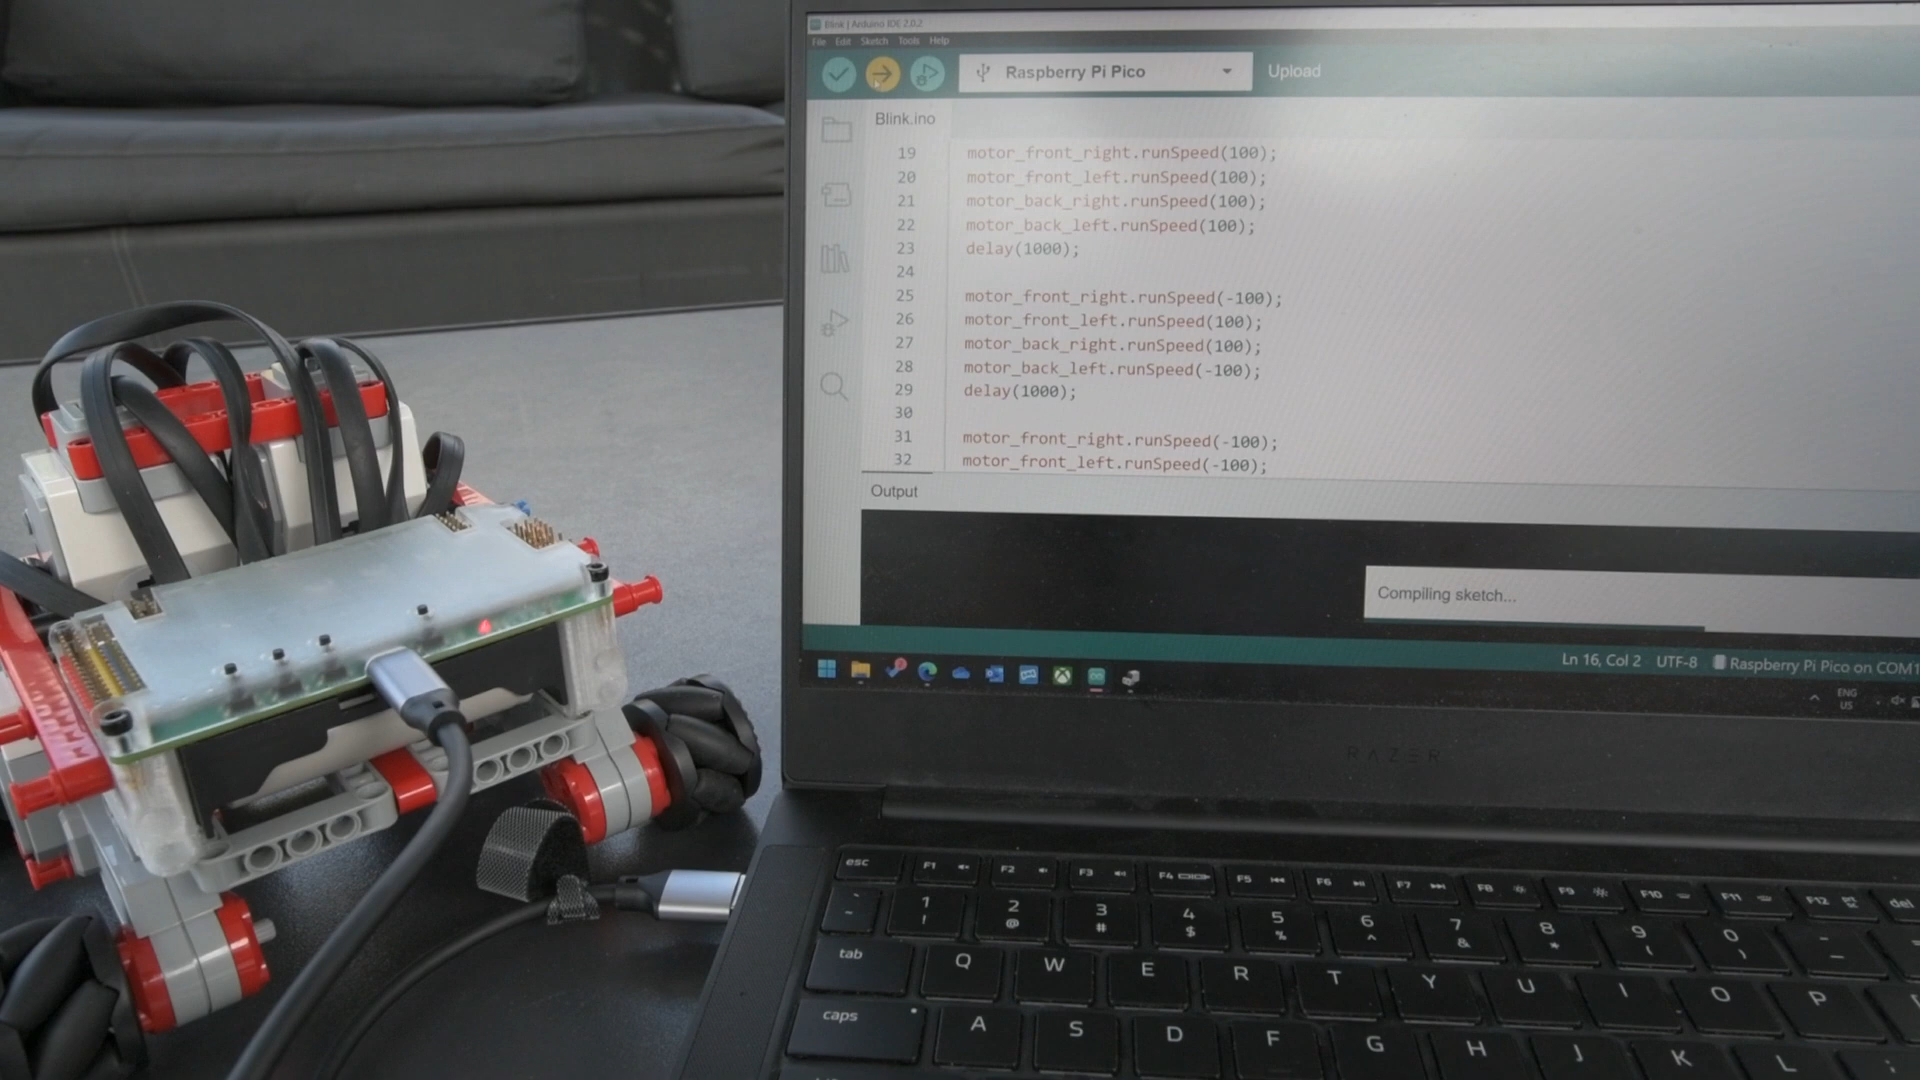 Blink | Arduino IDE 2.0.2
File Edit Sketch Tools Help
Raspberry Pi Pico Upload
Blink.ino
19 motor_front_right.runSpeed(100);
20 motor_front_left.runSpeed(100);
21 motor_back_right.runSpeed(100);
22 motor_back_left.runSpeed(100);
23 delay(1000);
24
25 motor_front_right.runSpeed(-100);
26 motor_front_left.runSpeed(100);
27 motor_back_right.runSpeed(100);
28 motor_back_left.runSpeed(-100);
29 delay(1000);
30
31 motor_front_right.runSpeed(-100);
32 motor_front_left.runSpeed(-100);
Output
Compiling sketch...
Ln 16, Col 2 UTF-8 Raspberry Pi Pico on COM1
ENG
US
RAZER
esc F1 F2 F3 F4 F5 F6 F7 F8 F9 F10 F11 F12 del
~ 1 2 3 4 5 6 7 8 9 0
! @ # $ % ^ & * ( )
tab Q W E R T Y U I O P
caps A S D F G H J K L ;